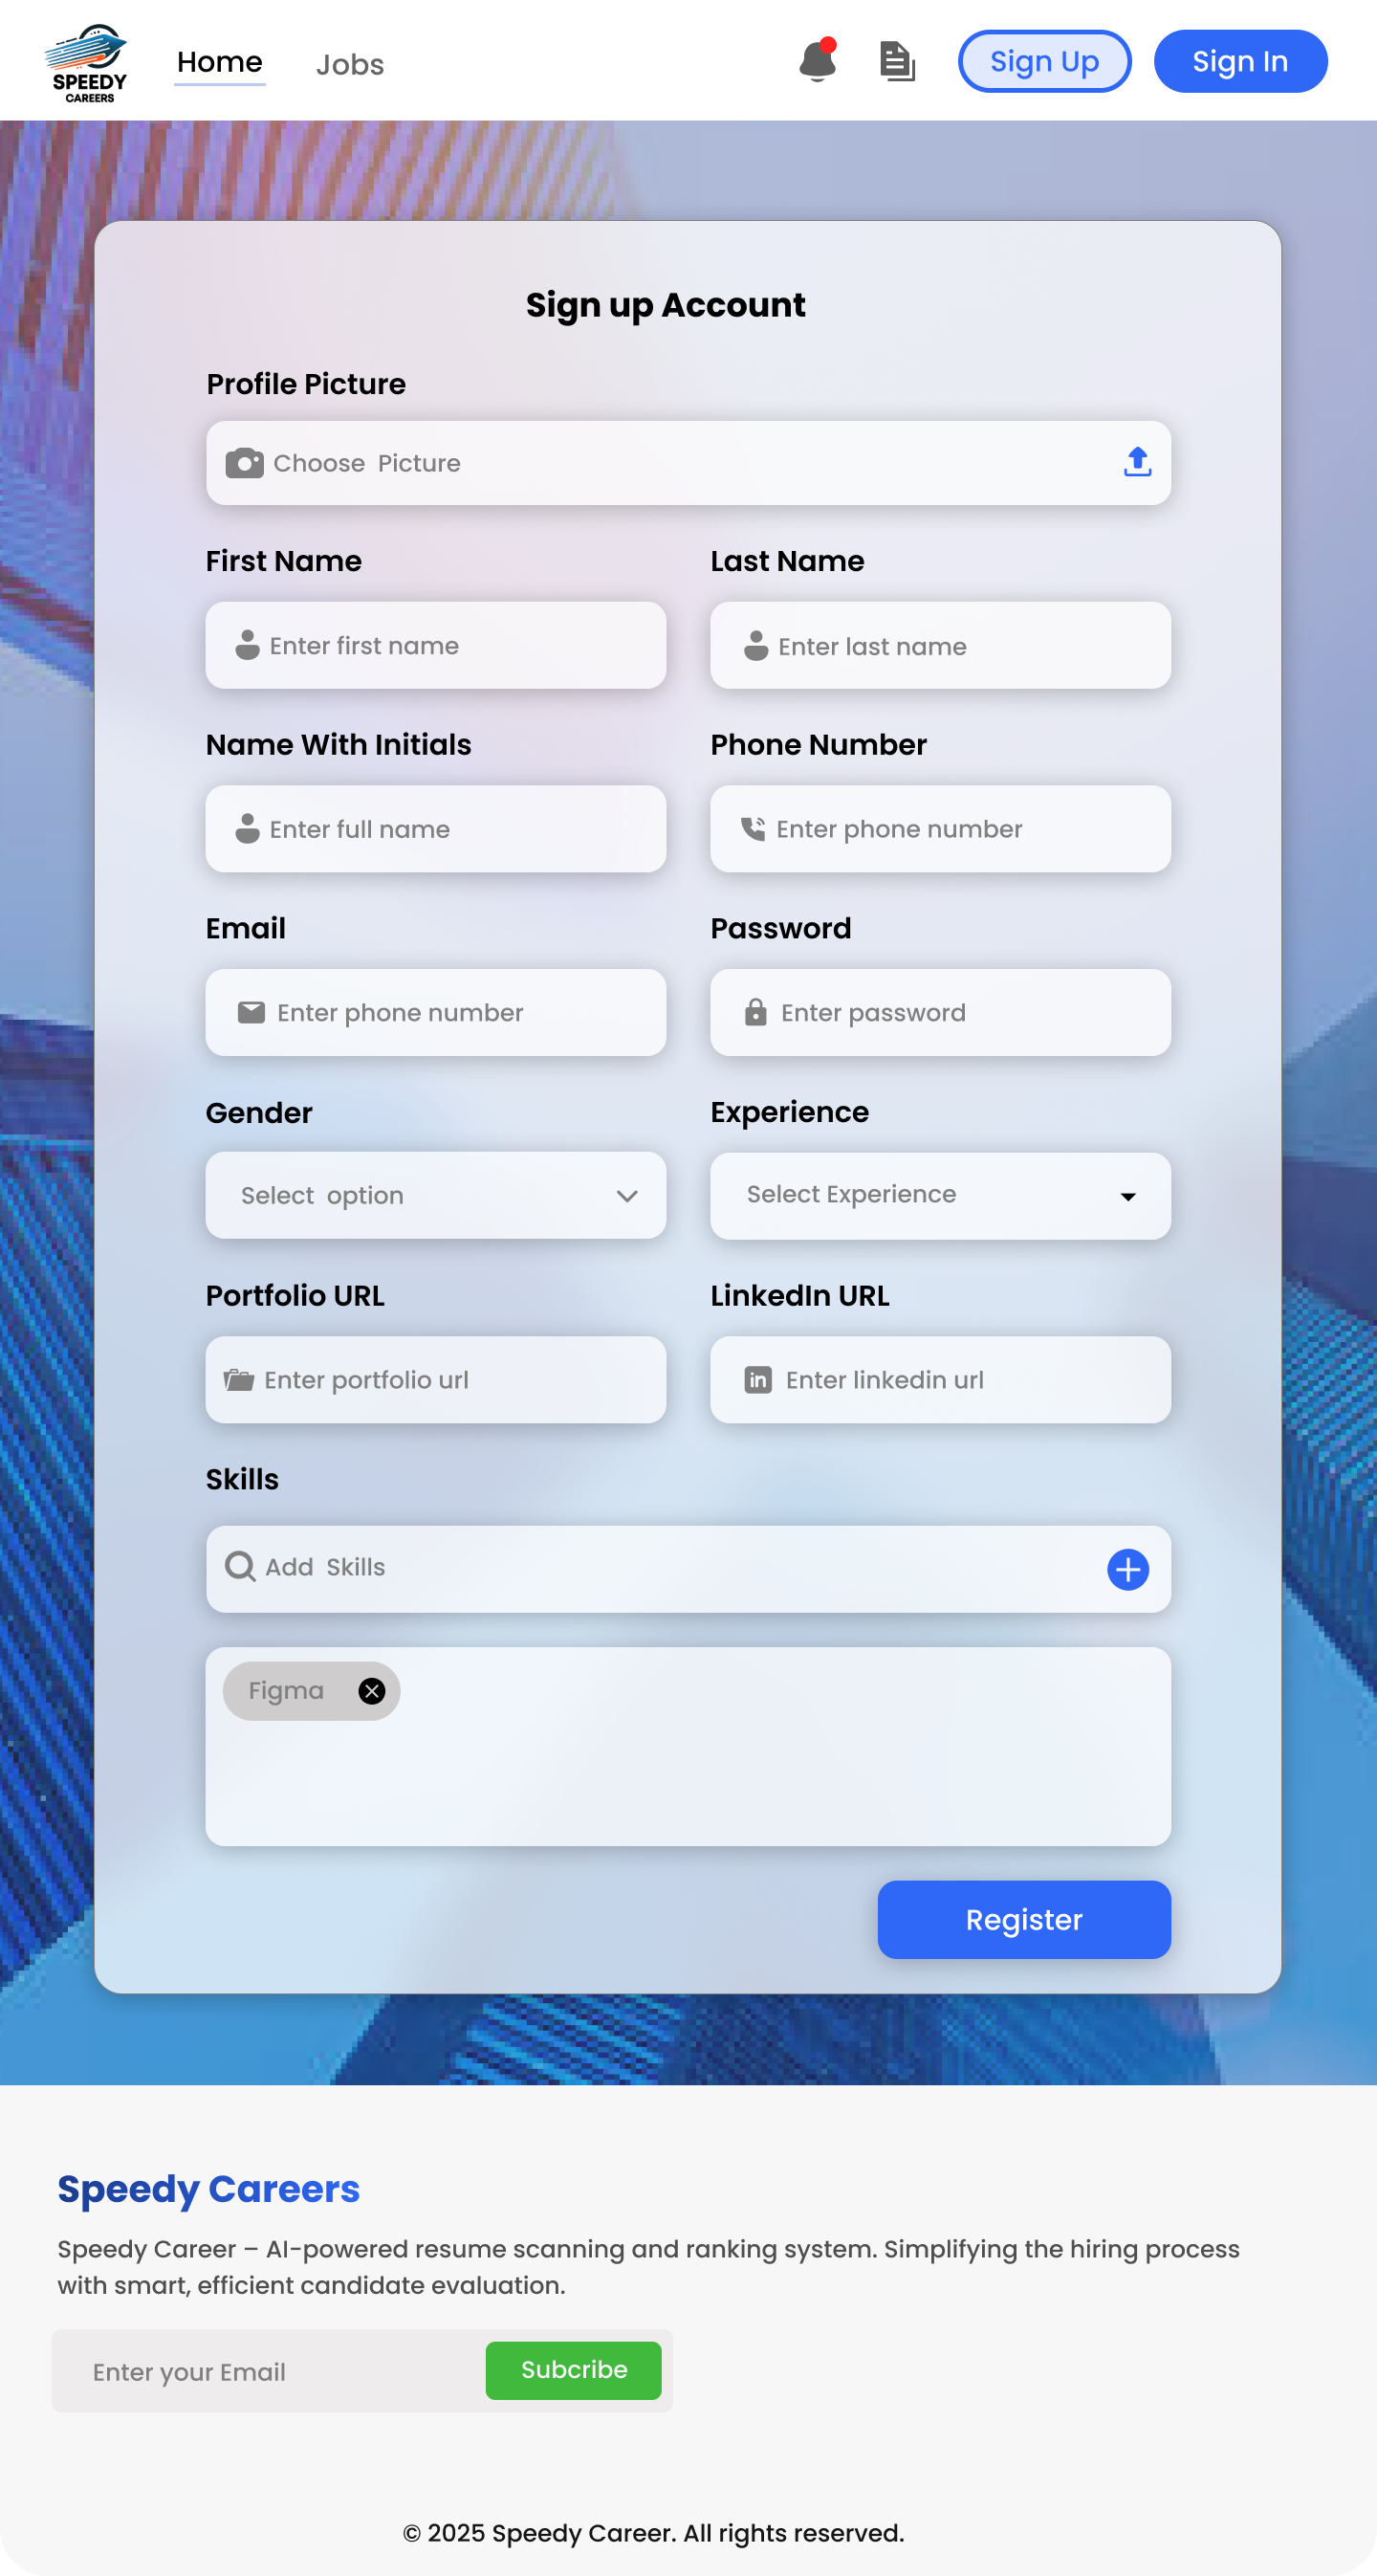 SPEEDY
CAREERS
Home
Jobs
Sign Up
Sign In
Sign up Account
Profile Picture
Choose Picture
First Name
Last Name
Enter first name
Enter last name
Name With Initials
Phone Number
Enter full name
Enter phone number
Email
Password
Enter phone number
Enter password
Gender
Experience
Select option
Select Experience
Portfolio URL
LinkedIn URL
Enter portfolio url
in
Enter linkedin url
Skills
Add Skills
Figma
Register
Speedy Careers
Speedy Career – AI-powered resume scanning and ranking system. Simplifying the hiring process
with smart, efficient candidate evaluation.
Enter your Email
Subcribe
© 2025 Speedy Career. All rights reserved.